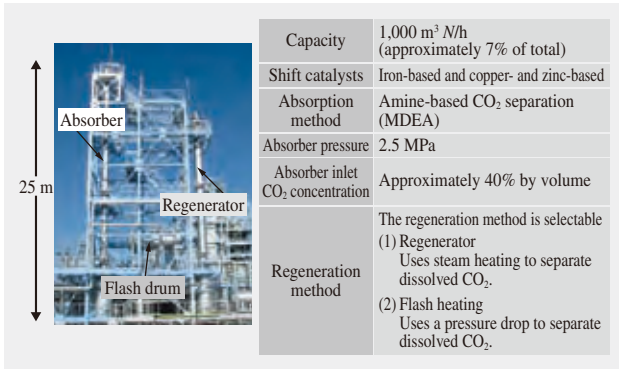 25 m
Absorber
Regenerator
Flash drum
Capacity
1,000 m³ N/h
(approximately 7% of total)
Shift catalysts
Iron-based and copper- and zinc-based
Absorption
method
Amine-based CO₂ separation
(MDEA)
Absorber pressure
2.5 MPa
Absorber inlet
CO₂ concentration
Approximately 40% by volume
Regeneration
method
The regeneration method is selectable
(1) Regenerator
Uses steam heating to separate
dissolved CO₂.
(2) Flash heating
Uses a pressure drop to separate
dissolved CO₂.